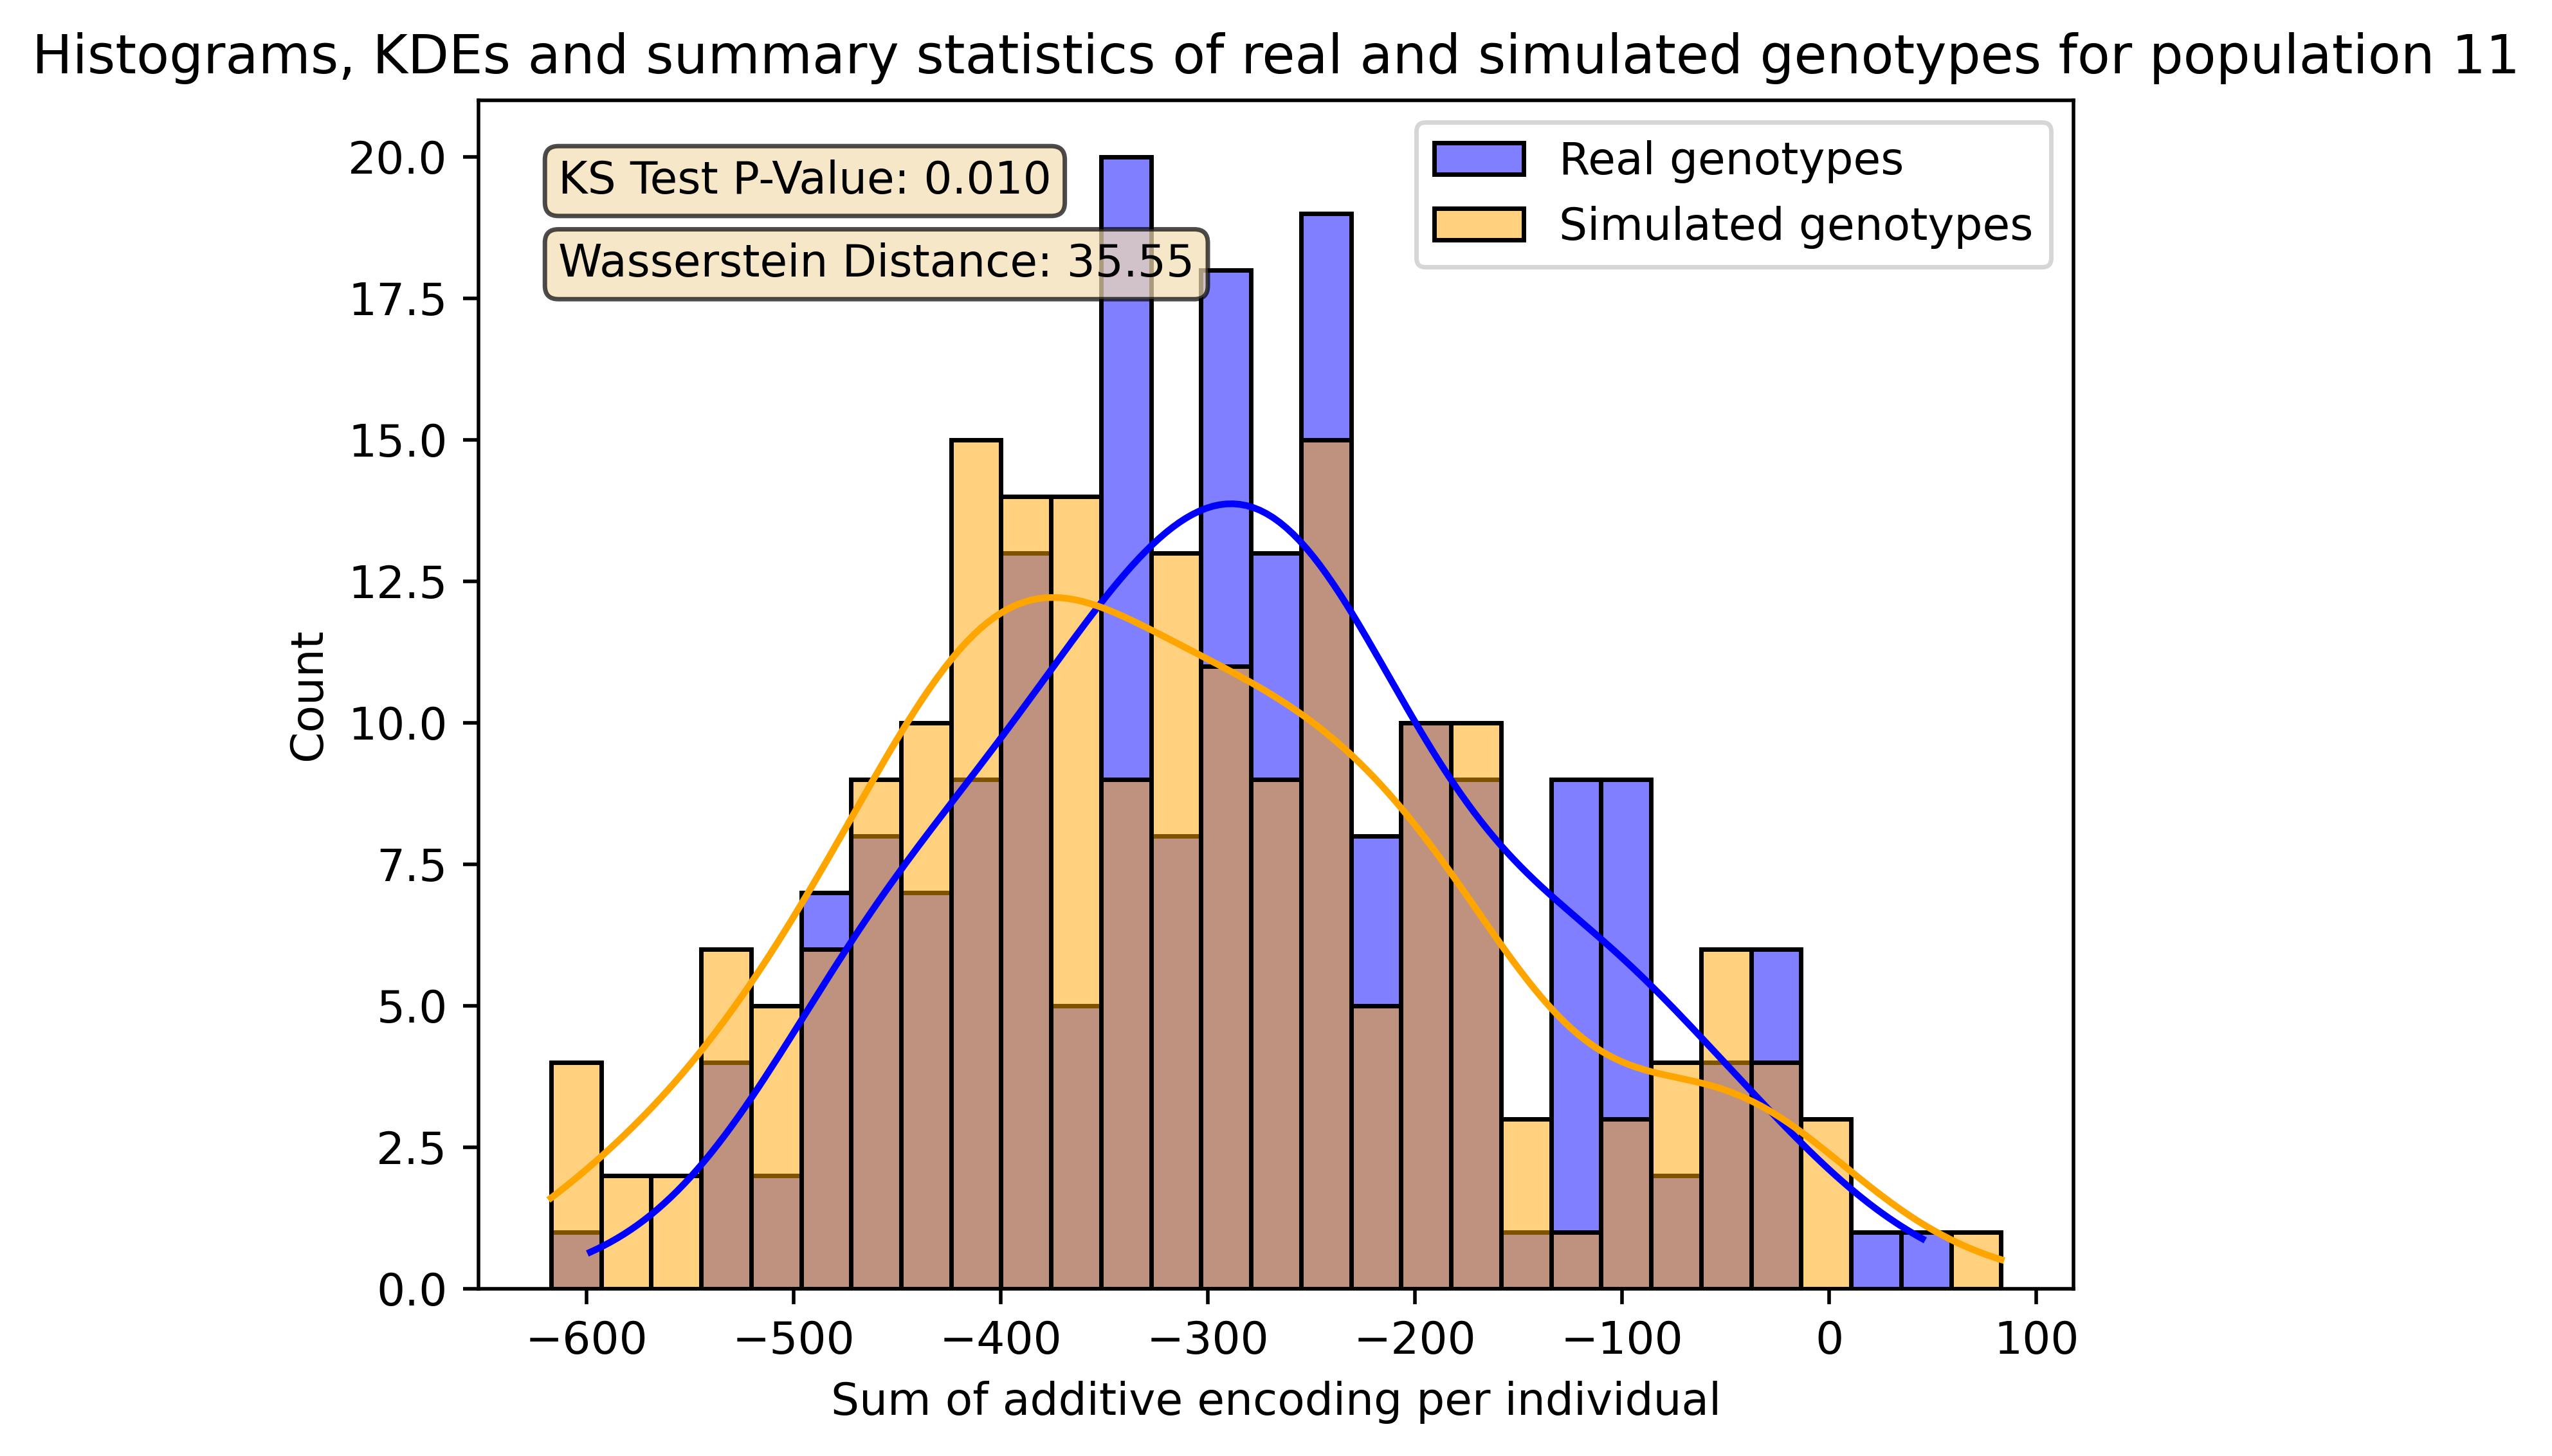 Histograms, KDEs and summary statistics of real and simulated genotypes for population 11
KS Test P-Value: 0.010
Wasserstein Distance: 35.55
Real genotypes
Simulated genotypes
20.0
17.5
15.0
12.5
10.0
7.5
5.0
2.5
0.0
Count
−600 −500 −400 −300 −200 −100 0 100
Sum of additive encoding per individual